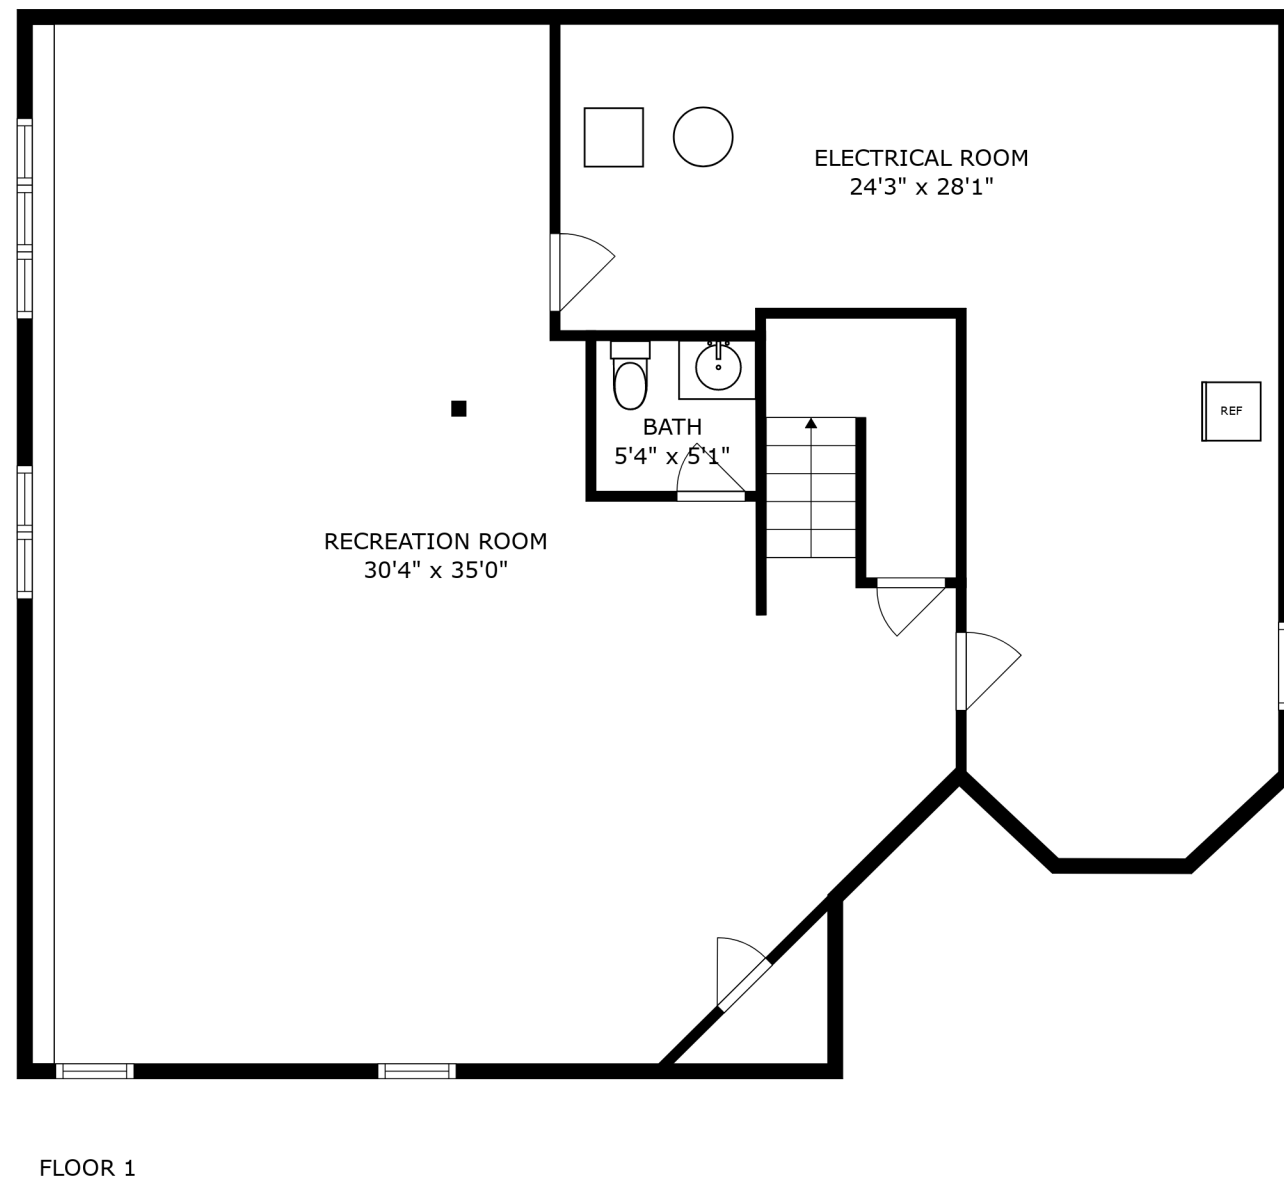 ELECTRICAL ROOM
24'3" x 28'1"
REF
BATH
5'4" x 5'1"
RECREATION ROOM
30'4" x 35'0"
FLOOR 1